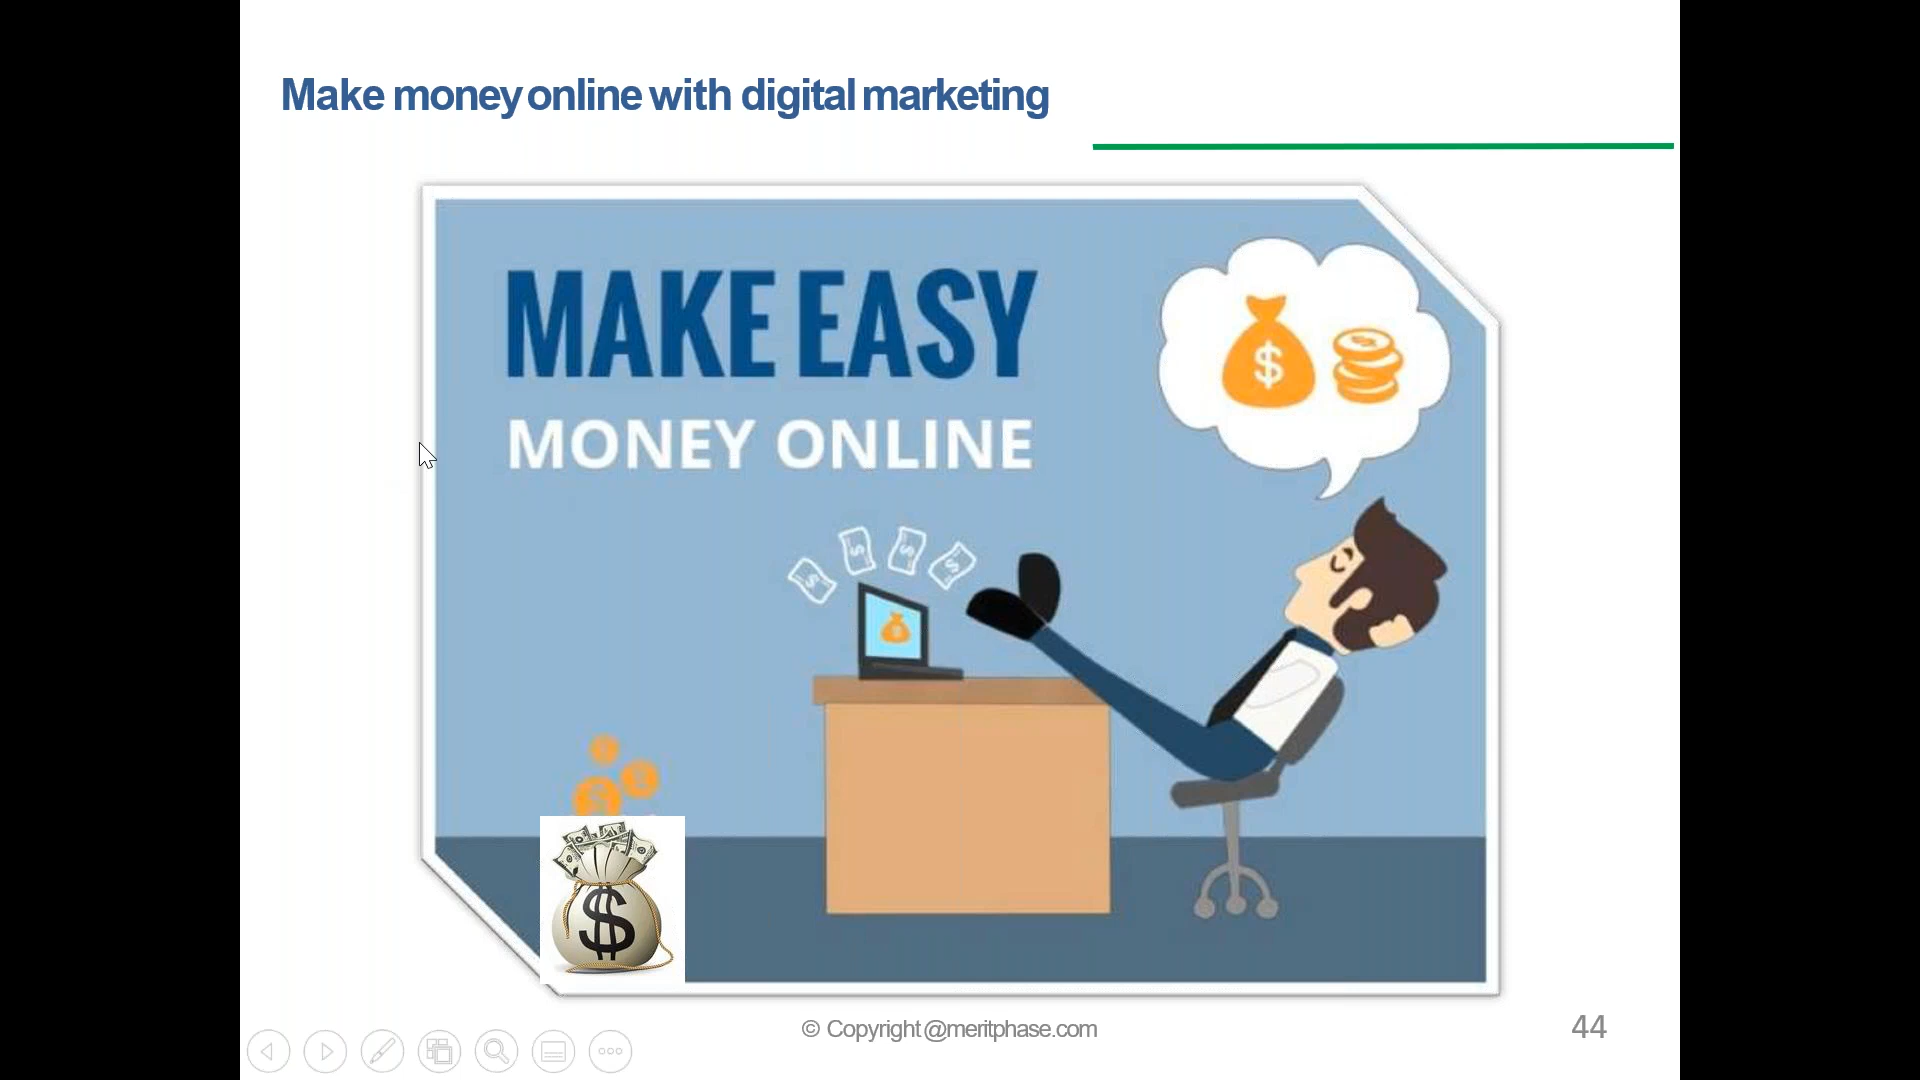 Make money online with digital marketing
MAKE EASY
MONEY ONLINE
$
$
$ $ $ $
$
$
© Copyright @meritphase.com
44